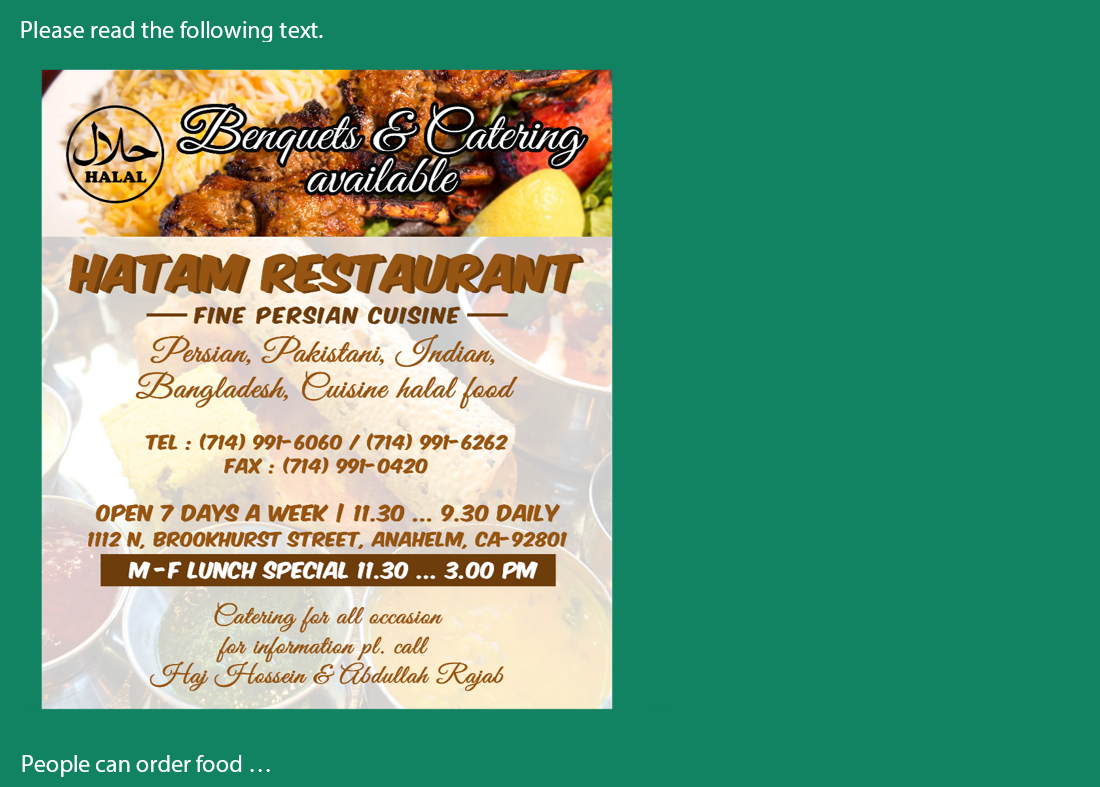 Please read the following text.
حلال
HALAL
Benquets & Catering
available
HATAM RESTAURANT
FINE PERSIAN CUISINE
Persian, Pakistani, Indian,
Bangladesh, Cuisine halal food
TEL : (714) 991-6060 / (714) 991-6262
FAX : (714) 991-0420
OPEN 7 DAYS A WEEK | 11.30 ... 9.30 DAILY
1112 N, BROOKHURST STREET, ANAHELM, CA-92801
M -F LUNCH SPECIAL 11.30 ... 3.00 PM
Catering for all occasion
for information pl. call
Haj Hossein & Abdullah Rajab
People can order food …